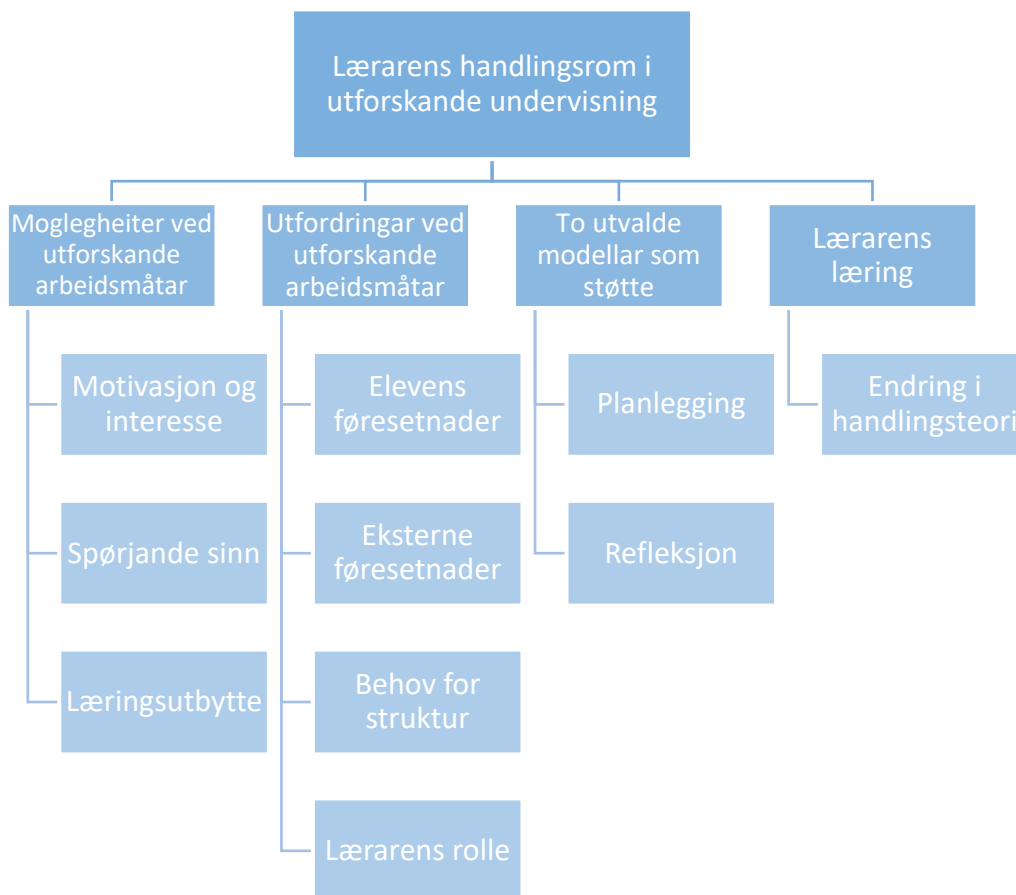 Lærarens handlingsrom i
utforskande undervisning
Moglegheiter ved
utforskande
arbeidsmåtar
Utfordringar ved
utforskande
arbeidsmåtar
To utvalde
modellar som
støtte
Lærarens
læring
Motivasjon og
interesse
Spørjande sinn
Læringsutbytte
Elevens
føresetnader
Eksterne
føresetnader
Behov for
struktur
Lærarens rolle
Planlegging
Refleksjon
Endring i
handlingsteori